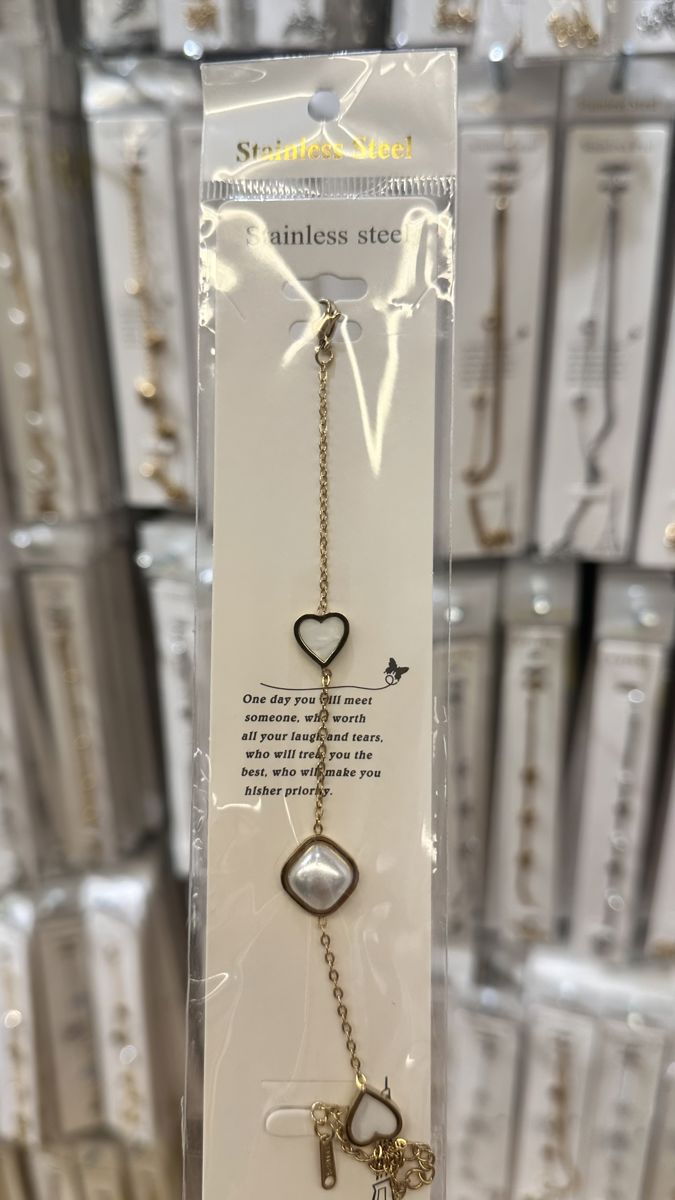 Stainless Steel
Stainless steel
One day you will meet
someone, who worth
all your laugh and tears,
who will treat you the
best, who will make you
hisher priority.